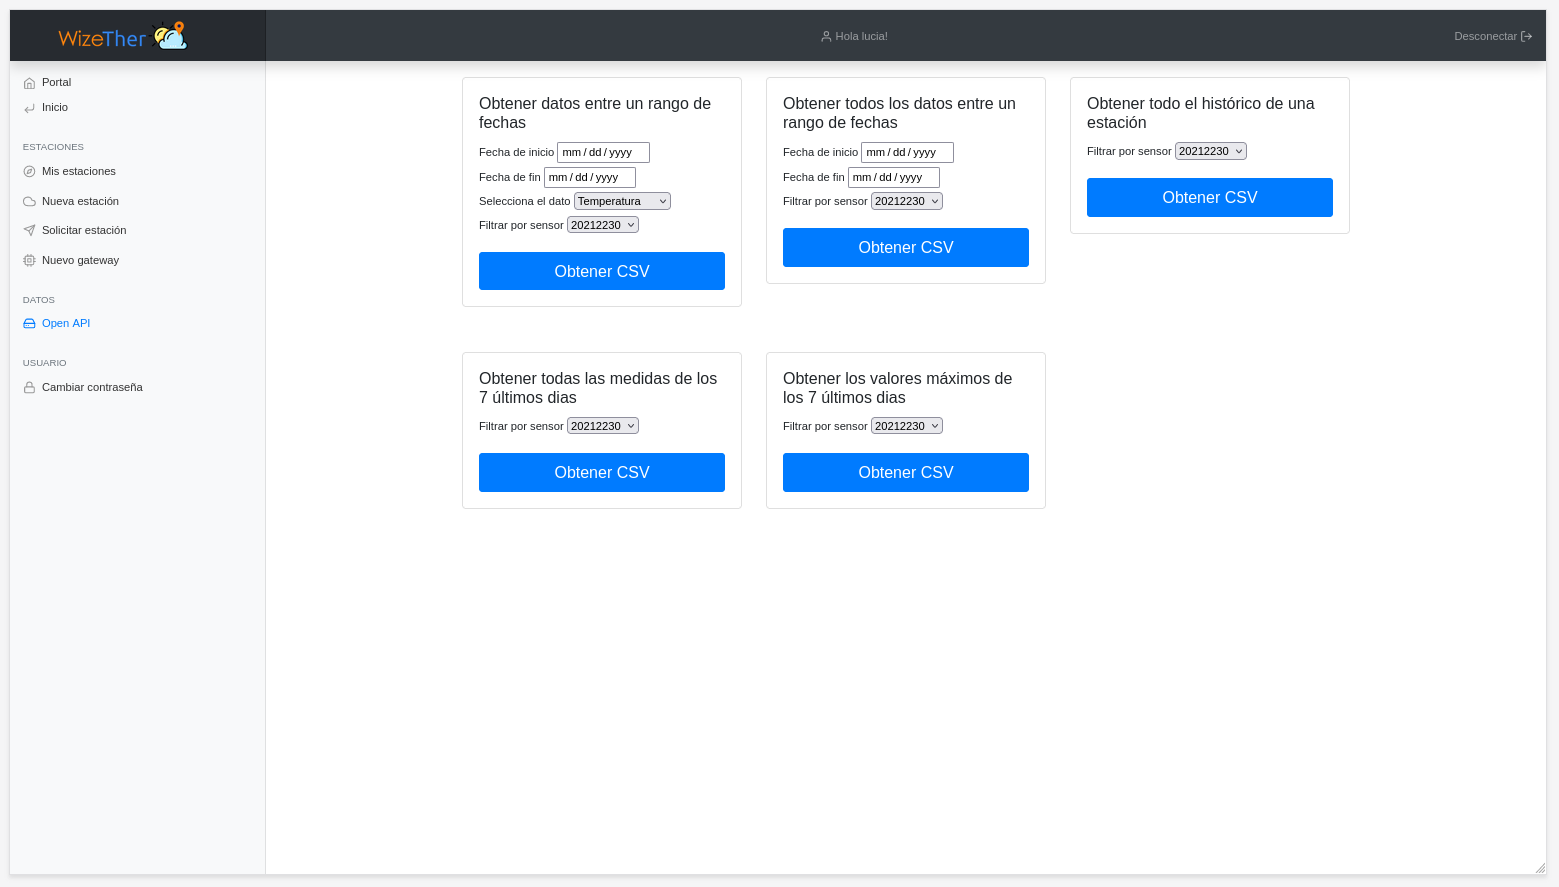 WizeTher
Hola lucia!
Desconectar
Portal
Inicio
ESTACIONES
Mis estaciones
Nueva estación
Solicitar estación
Nuevo gateway
DATOS
Open API
USUARIO
Cambiar contraseña
Obtener datos entre un rango de
fechas
Fecha de inicio mm / dd / yyyy
Fecha de fin mm / dd / yyyy
Selecciona el dato Temperatura
Filtrar por sensor 20212230
Obtener CSV
Obtener todos los datos entre un
rango de fechas
Fecha de inicio mm / dd / yyyy
Fecha de fin mm / dd / yyyy
Filtrar por sensor 20212230
Obtener CSV
Obtener todo el histórico de una
estación
Filtrar por sensor 20212230
Obtener CSV
Obtener todas las medidas de los
7 últimos dias
Filtrar por sensor 20212230
Obtener CSV
Obtener los valores máximos de
los 7 últimos dias
Filtrar por sensor 20212230
Obtener CSV